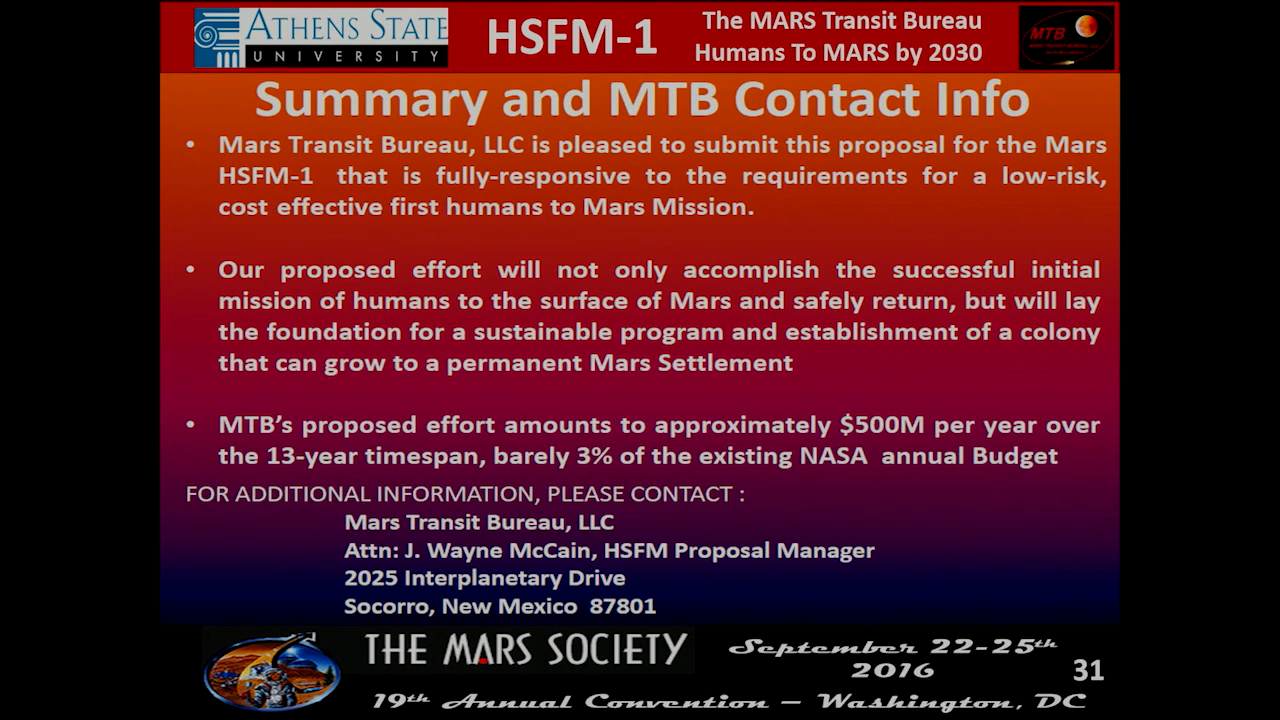 ATHENS STATE
UNIVERSITY
HSFM-1
The MARS Transit Bureau
Humans To MARS by 2030
MTB
Summary and MTB Contact Info
• Mars Transit Bureau, LLC is pleased to submit this proposal for the Mars
HSFM-1 that is fully-responsive to the requirements for a low-risk,
cost effective first humans to Mars Mission.
• Our proposed effort will not only accomplish the successful initial
mission of humans to the surface of Mars and safely return, but will lay
the foundation for a sustainable program and establishment of a colony
that can grow to a permanent Mars Settlement
• MTB’s proposed effort amounts to approximately $500M per year over
the 13-year timespan, barely 3% of the existing NASA annual Budget
FOR ADDITIONAL INFORMATION, PLEASE CONTACT :
Mars Transit Bureau, LLC
Attn: J. Wayne McCain, HSFM Proposal Manager
2025 Interplanetary Drive
Socorro, New Mexico 87801
THE MARS SOCIETY
September 22-25th
2016
31
19th Annual Convention – Washington, DC